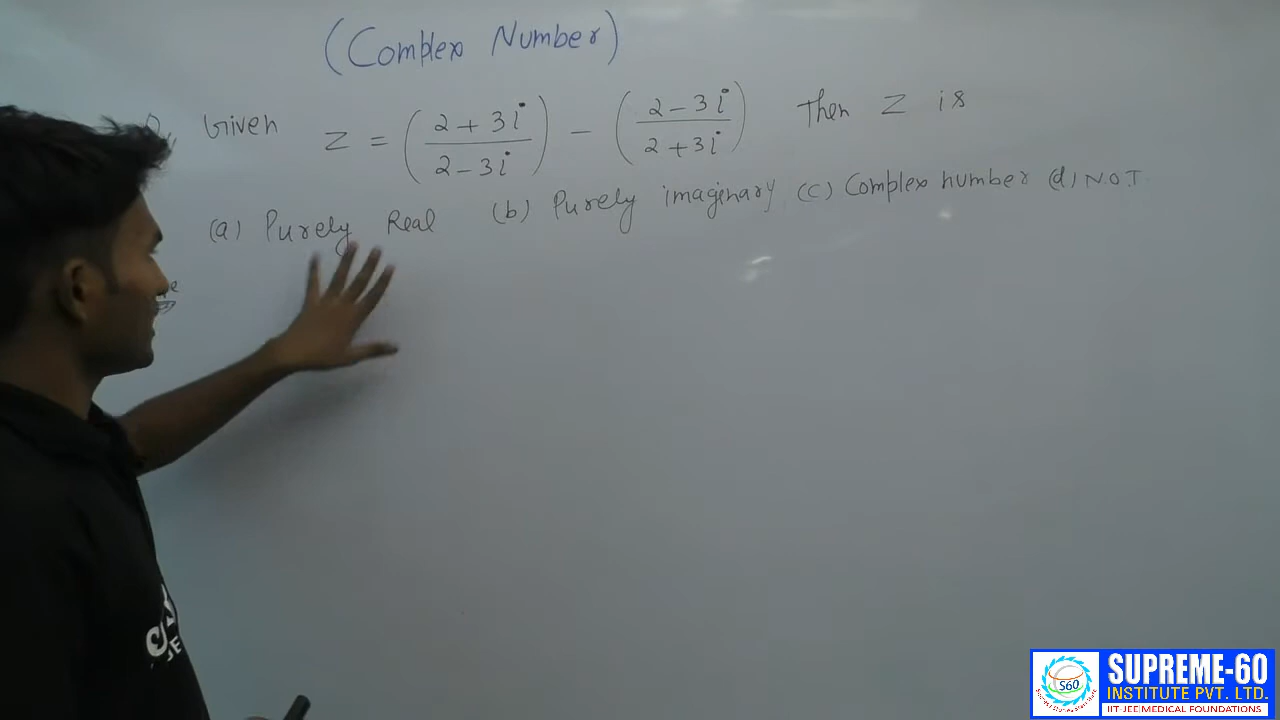 (Complex Number)
Given z = (2 + 3i / 2 - 3i) - (2 - 3i / 2 + 3i) Then z is
(a) Purely Real (b) Purely imaginary (c) Complex number (d) N.O.T
S60
SUPREME-60
INSTITUTE PVT. LTD.
IIT-JEE|MEDICAL FOUNDATIONS